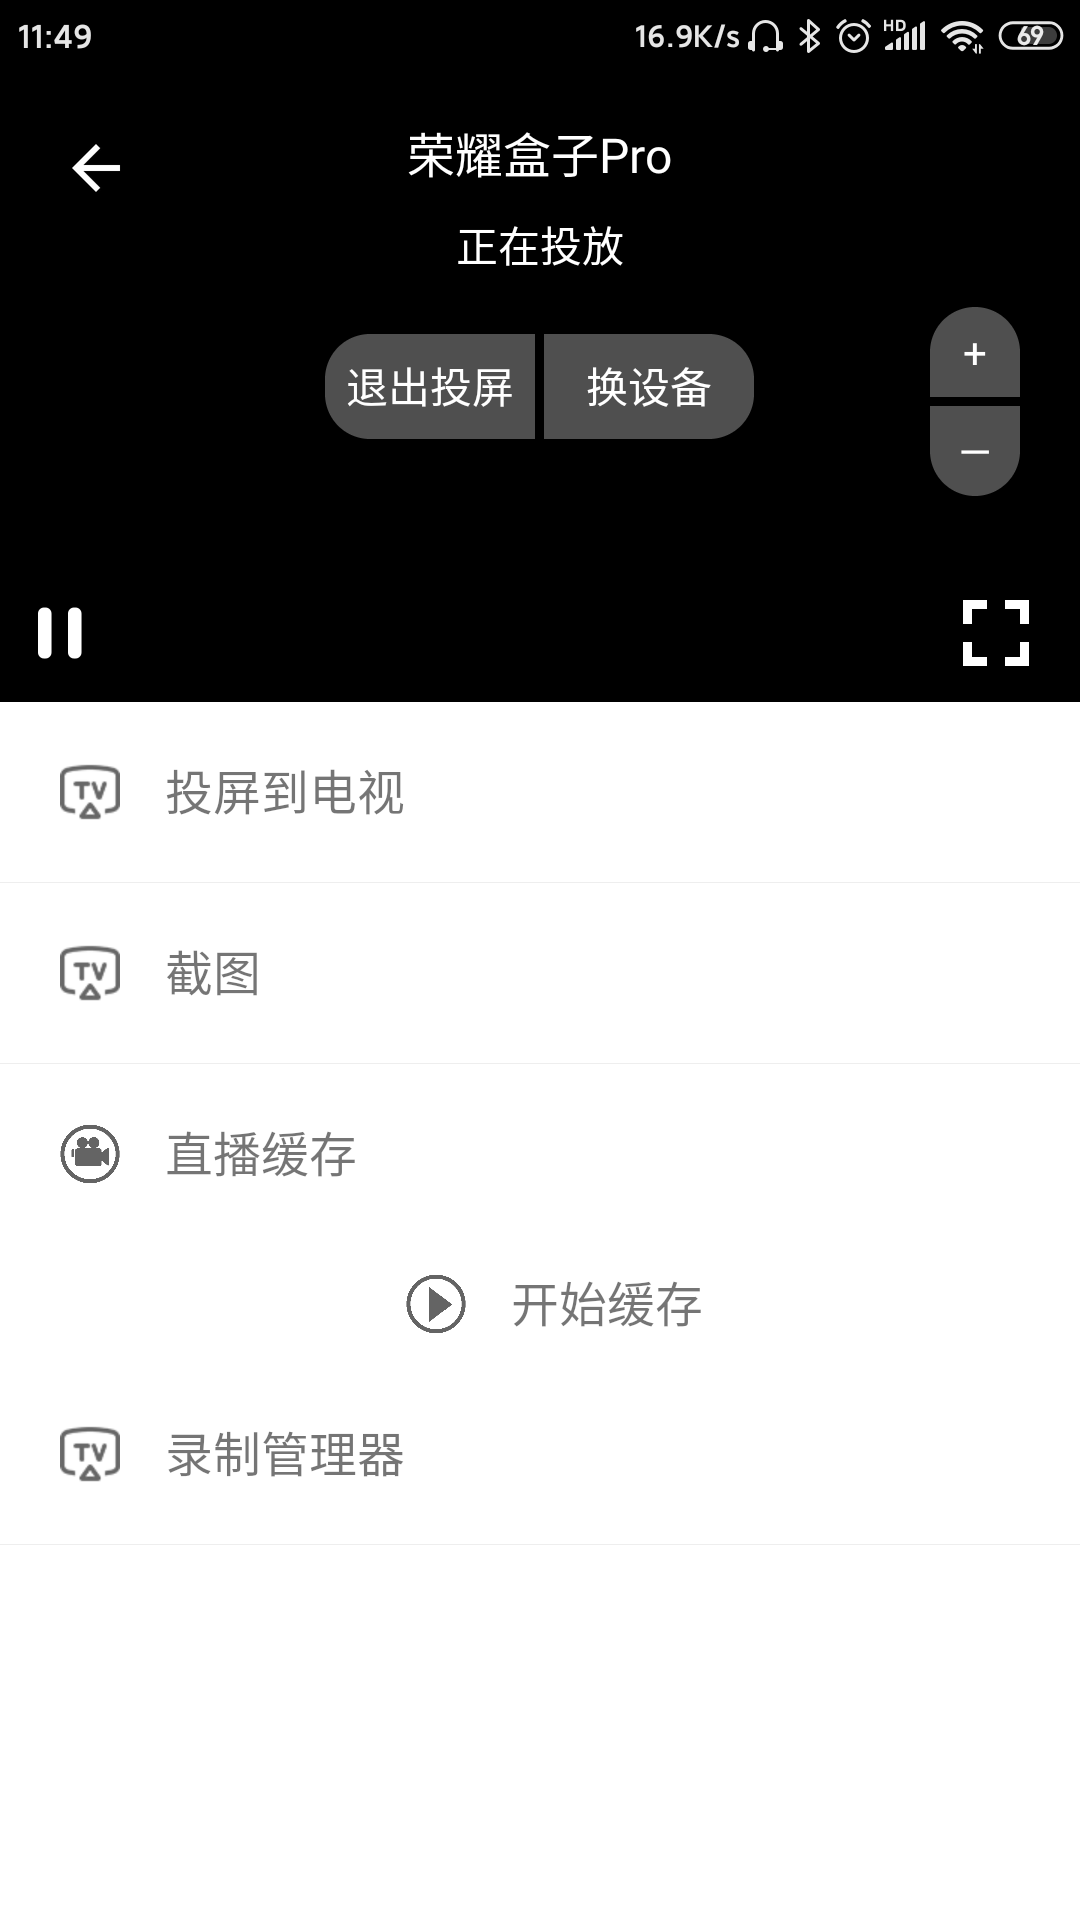 11:49 16.9K/s HD 69
荣耀盒子Pro
正在投放
退出投屏 换设备
+
—
TV 投屏到电视
TV 截图
直播缓存
开始缓存
TV 录制管理器